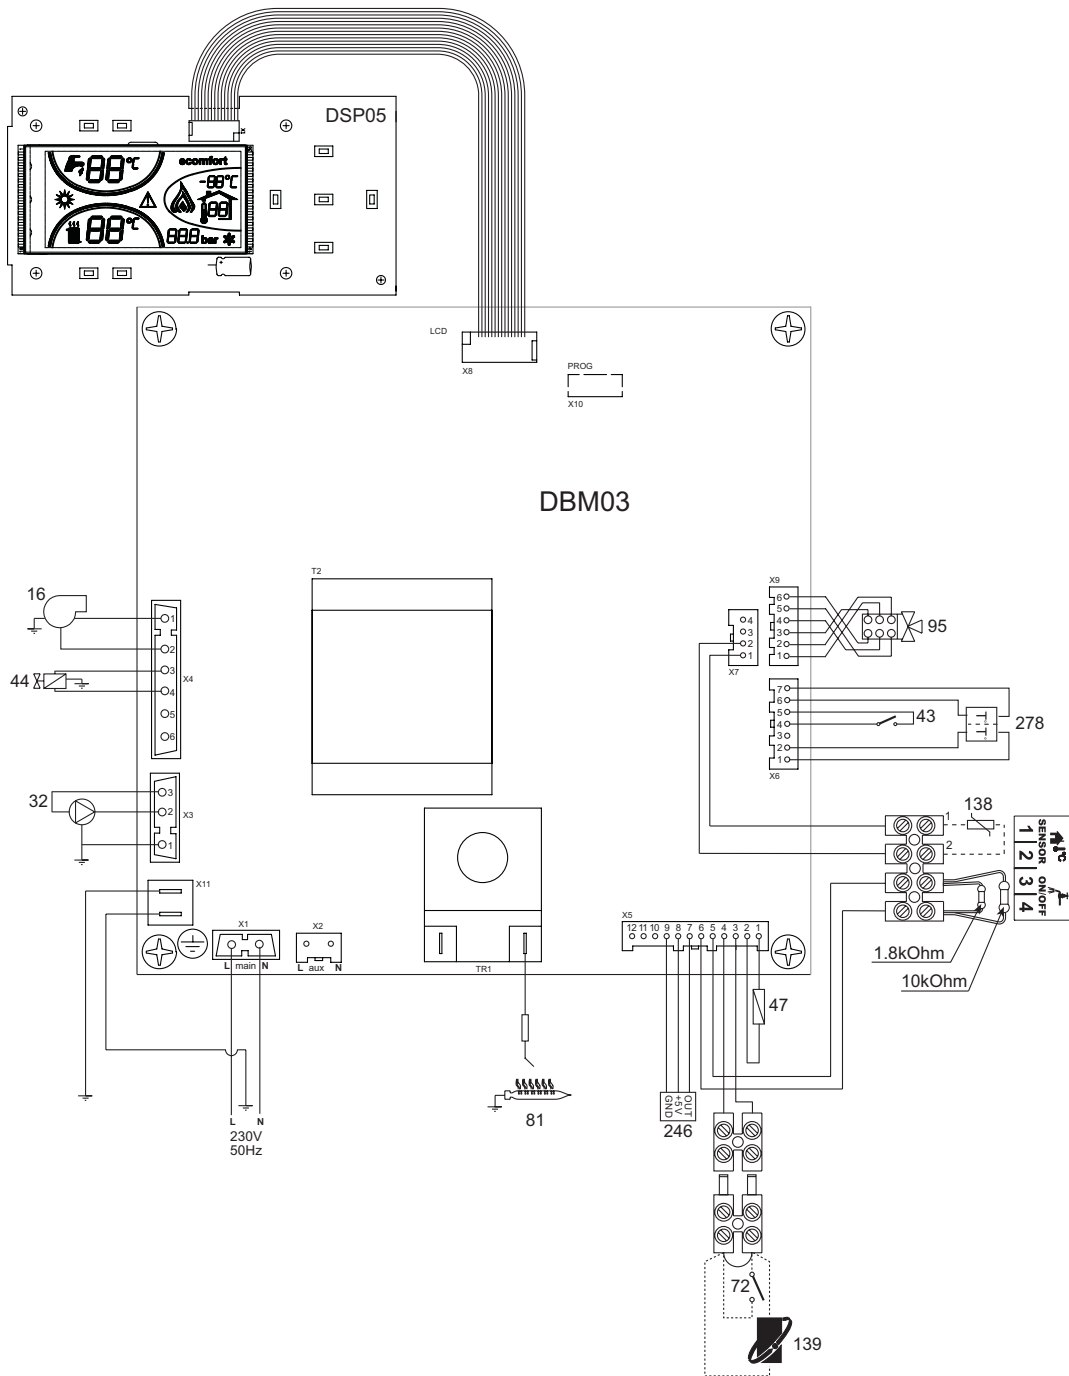 DSP05
88°C
ecomfort
-88°C
88
88°C
88.8 bar
LCD
X8
PROG
X10
DBM03
T2
16
1
2
3
4
5
6
X4
44
32
3
2
1
X3
X11
X1
L main N
X2
L aux N
TR1
X9
6
5
4
3
2
1
95
4
3
2
1
X7
7
6
5
4
3
2
1
X6
43
278
138
1
2
SENSOR
1 2
°C
ON/OFF
3 4
1.8kOhm
10kOhm
X5
12 11 10 9 8 7 6 5 4 3 2 1
47
GND
+5V
OUT
246
81
L N
230V
50Hz
72
139